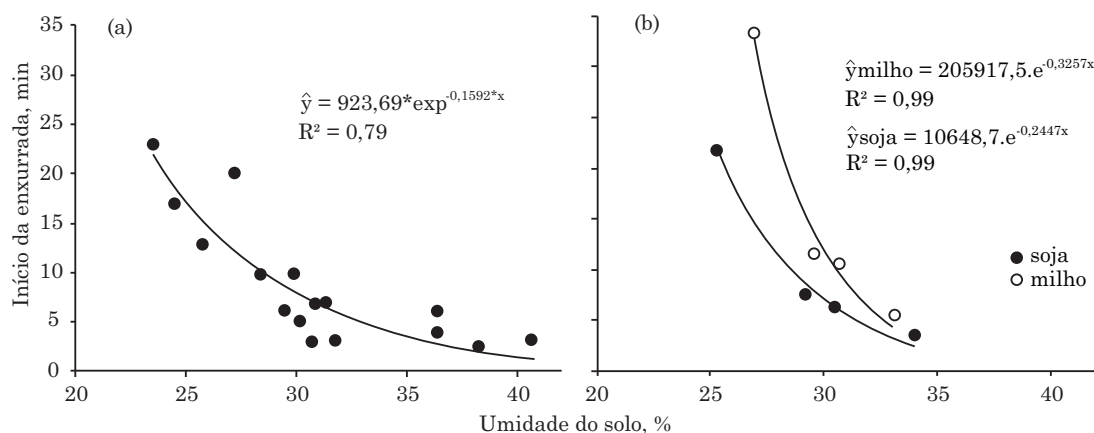 (a)
(b)
Início da enxurrada, min
35
30
25
20
15
10
5
0
ŷ = 923,69*exp-0,1592*x
R² = 0,79
ŷmilho = 205917,5.e-0,3257x
R² = 0,99
ŷsoja = 10648,7.e-0,2447x
R² = 0,99
soja
milho
20 25 30 35 40
20 25 30 35 40
Umidade do solo, %